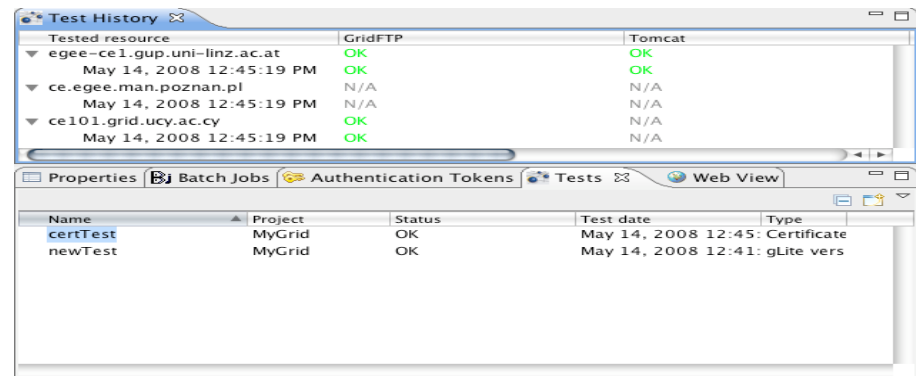 Test History
Tested resource GridFTP Tomcat
egee-ce1.gup.uni-linz.ac.at OK OK
May 14, 2008 12:45:19 PM OK OK
ce.egee.man.poznan.pl N/A N/A
May 14, 2008 12:45:19 PM N/A N/A
ce101.grid.ucy.ac.cy OK N/A
May 14, 2008 12:45:19 PM OK N/A
Properties Bj Batch Jobs Authentication Tokens Tests Web View
Name Project Status Test date Type
certTest MyGrid OK May 14, 2008 12:45: Certificate
newTest MyGrid OK May 14, 2008 12:41: gLite vers